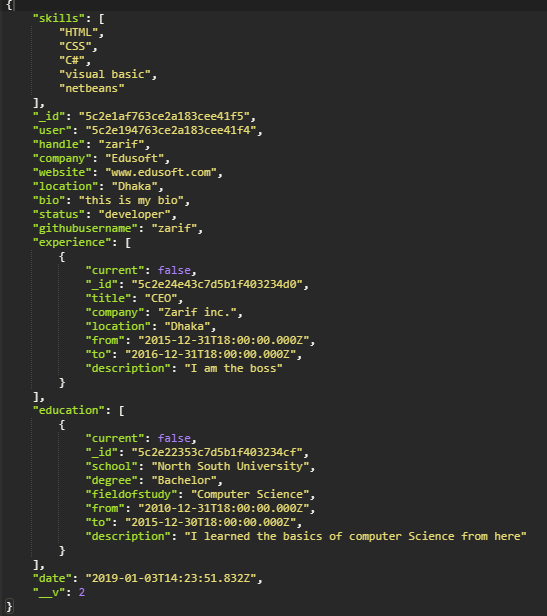 {
"skills": [
"HTML",
"CSS",
"C#",
"visual basic",
"netbeans"
],
"_id": "5c2e1af763ce2a183cee41f5",
"user": "5c2e194763ce2a183cee41f4",
"handle": "zarif",
"company": "Edusoft",
"website": "www.edusoft.com",
"location": "Dhaka",
"bio": "this is my bio",
"status": "developer",
"githubusername": "zarif",
"experience": [
{
"current": false,
"_id": "5c2e24e43c7d5b1f403234d0",
"title": "CEO",
"company": "Zarif inc.",
"location": "Dhaka",
"from": "2015-12-31T18:00:00.000Z",
"to": "2016-12-31T18:00:00.000Z",
"description": "I am the boss"
}
],
"education": [
{
"current": false,
"_id": "5c2e22353c7d5b1f403234cf",
"school": "North South University",
"degree": "Bachelor",
"fieldofstudy": "Computer Science",
"from": "2010-12-31T18:00:00.000Z",
"to": "2015-12-30T18:00:00.000Z",
"description": "I learned the basics of computer Science from here"
}
],
"date": "2019-01-03T14:23:51.832Z",
"__v": 2
}